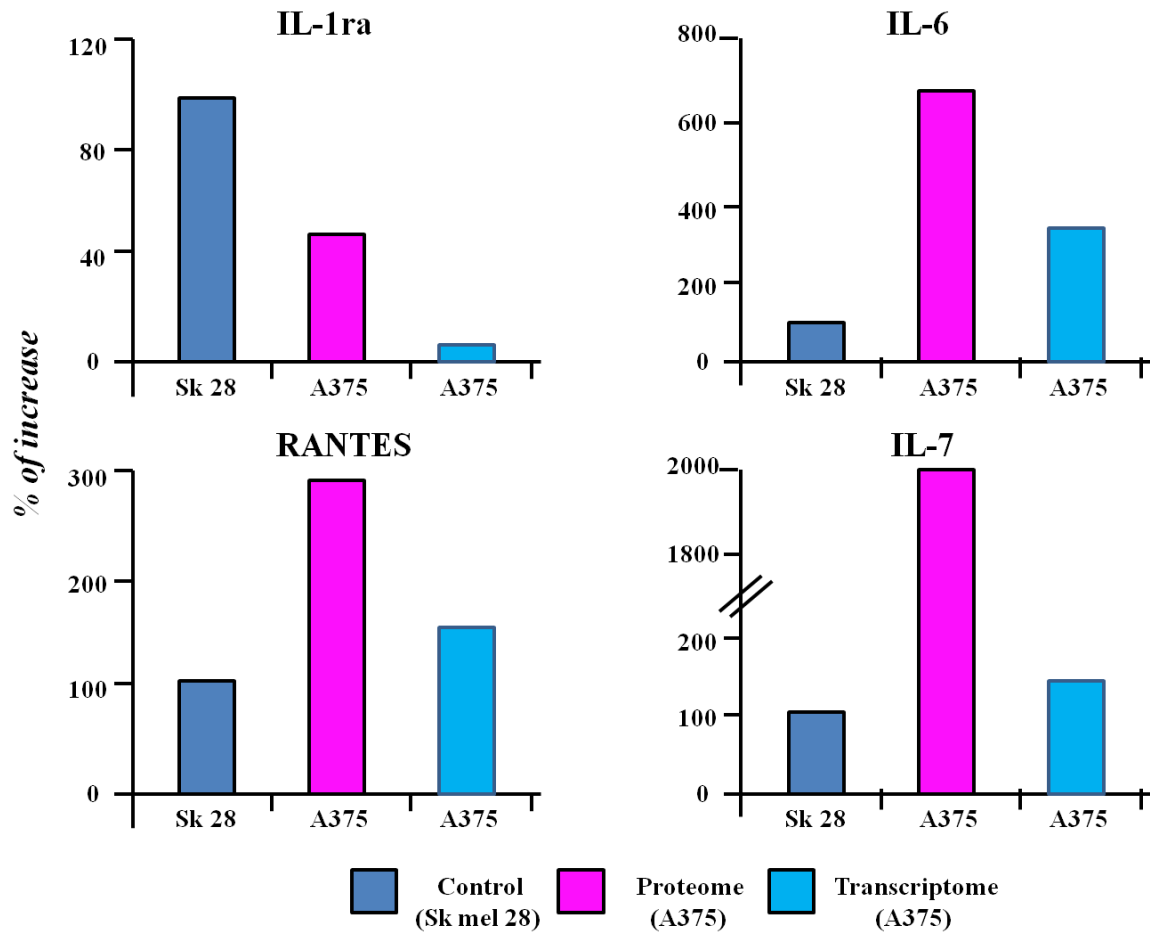 IL-1ra
120
80
40
0
Sk 28
A375
A375
IL-6
800
600
400
200
0
Sk 28
A375
A375
% of increase
RANTES
300
200
100
0
Sk 28
A375
A375
IL-7
2000
1800
200
100
0
Sk 28
A375
A375
Control
(Sk mel 28)
Proteome
(A375)
Transcriptome
(A375)